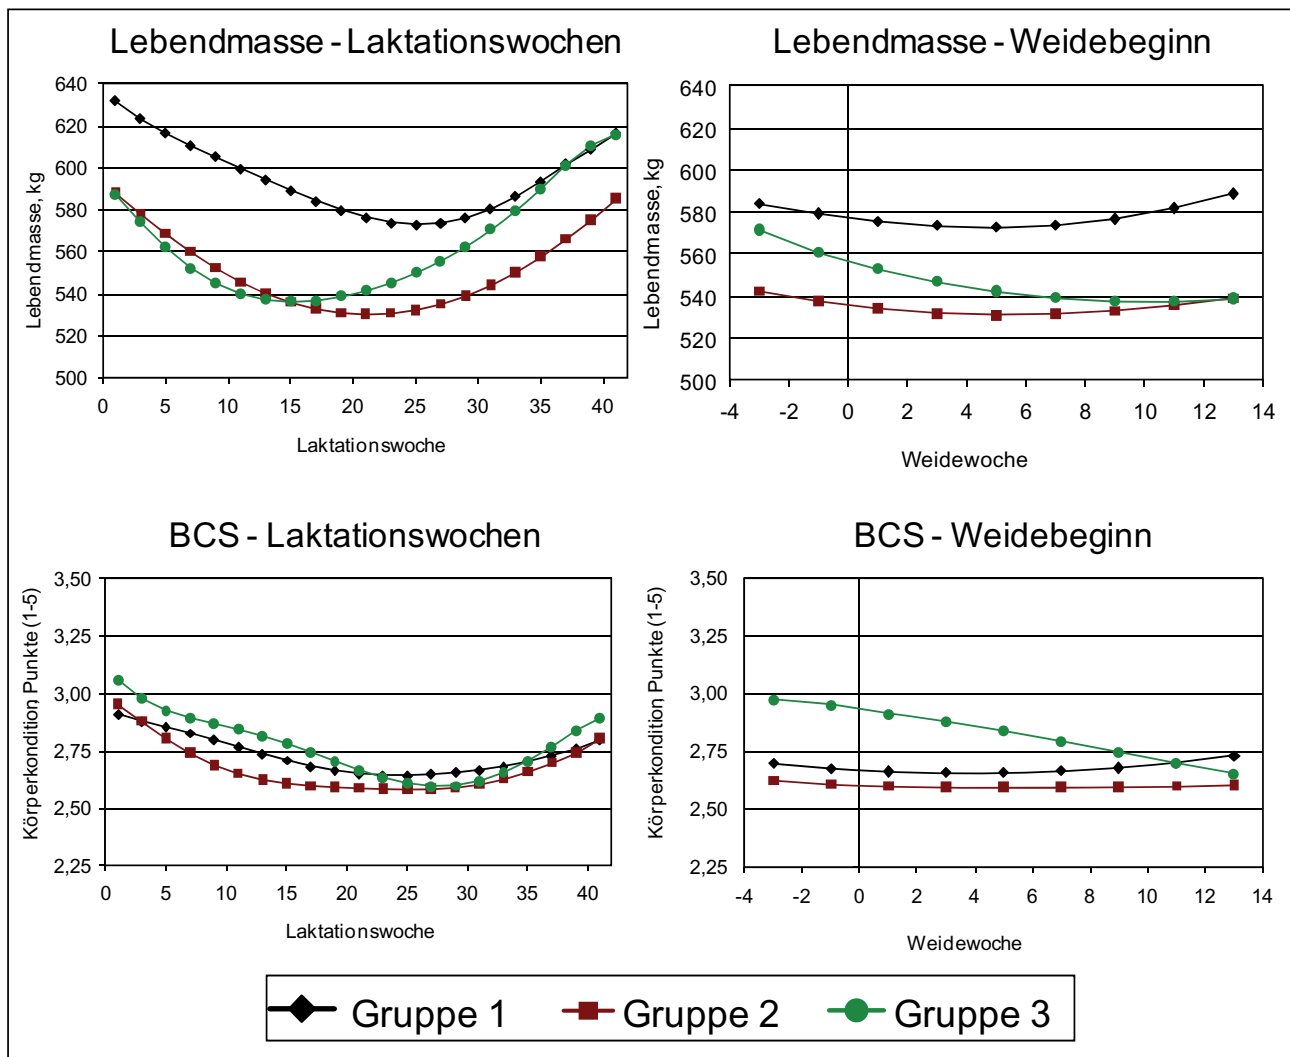 Lebendmasse - Laktationswochen
640
620
600
580
560
540
520
500
0 5 10 15 20 25 30 35 40
Lebendmasse, kg
Laktationswoche
Lebendmasse - Weidebeginn
640
620
600
580
560
540
520
500
-4 -2 0 2 4 6 8 10 12 14
Lebendmasse, kg
Weidewoche
BCS - Laktationswochen
3,50
3,25
3,00
2,75
2,50
2,25
0 5 10 15 20 25 30 35 40
Körperkondition, Punkte (1-5)
Laktationswoche
BCS - Weidebeginn
3,50
3,25
3,00
2,75
2,50
2,25
-4 -2 0 2 4 6 8 10 12 14
Körperkondition, Punkte (1-5)
Weidewoche
Gruppe 1 Gruppe 2 Gruppe 3